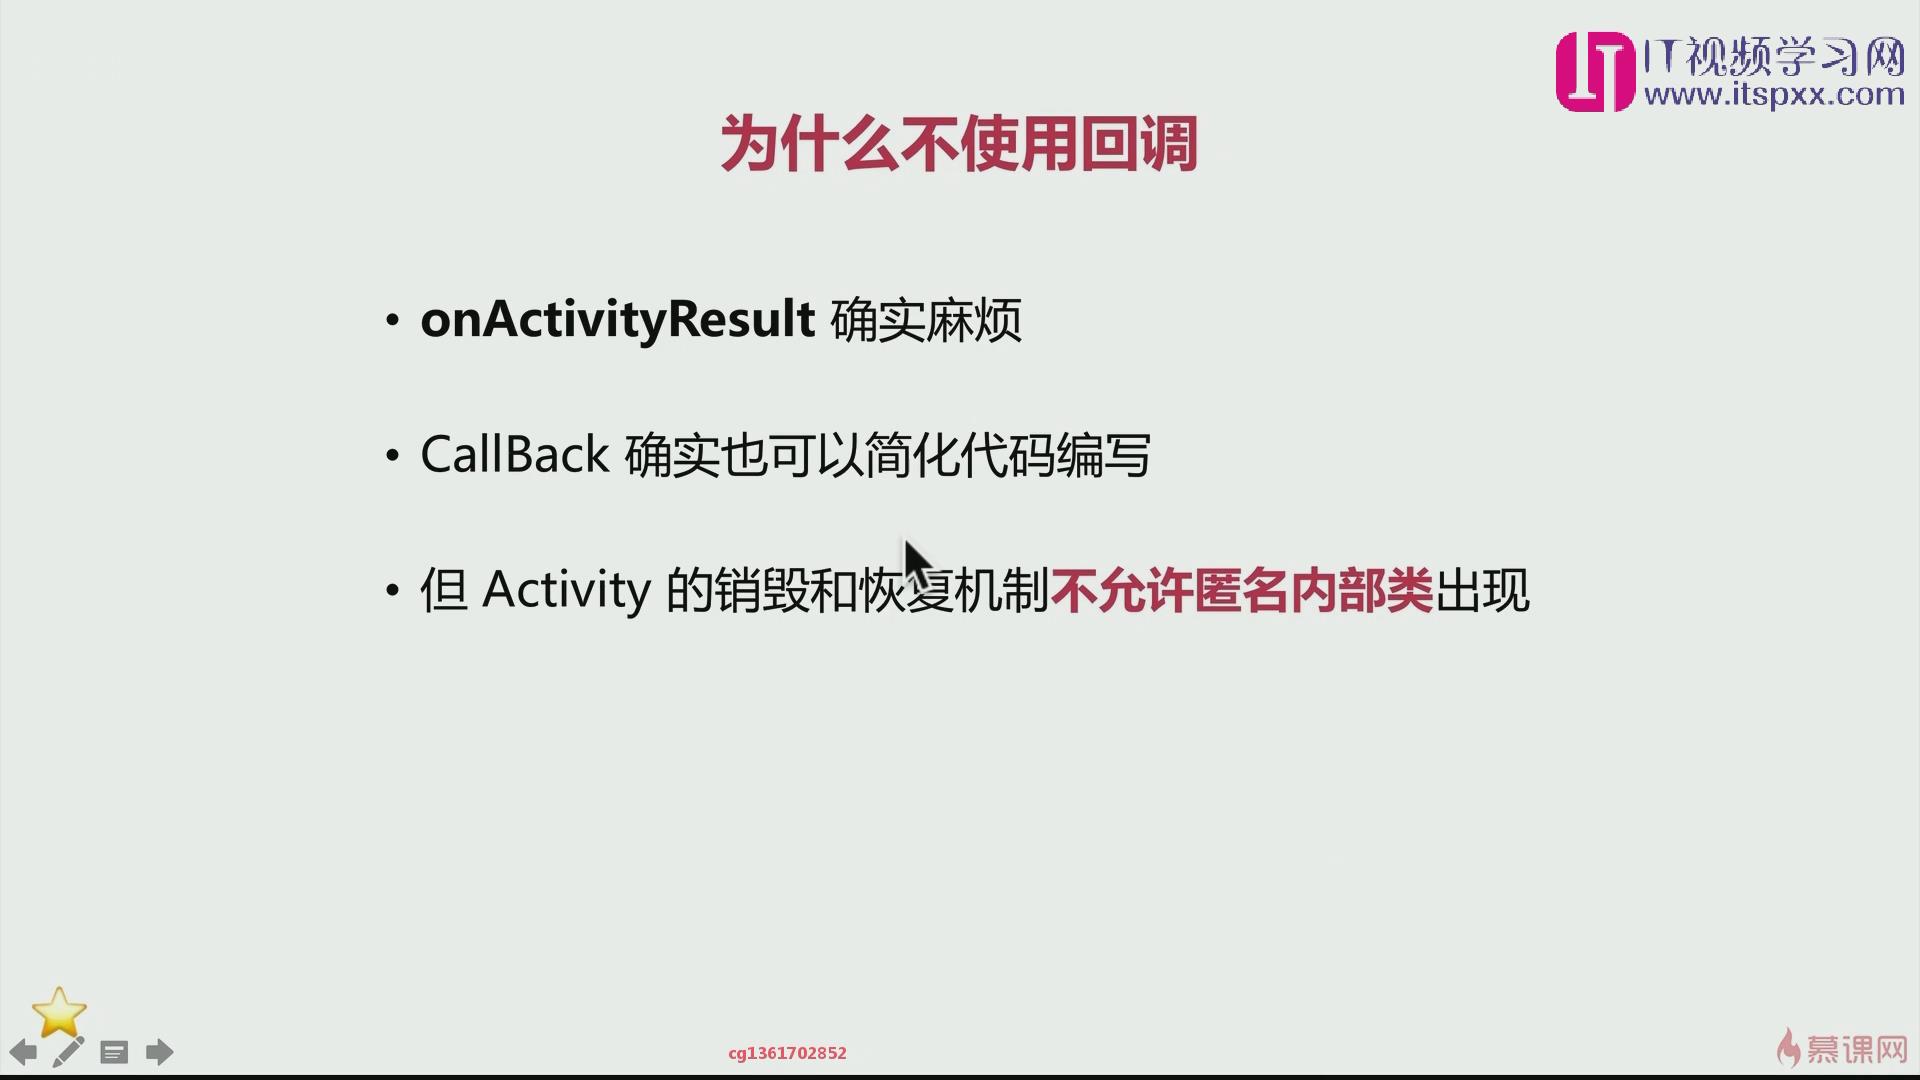 IT视频学习网
www.itspxx.com
为什么不使用回调
• onActivityResult 确实麻烦
• CallBack 确实也可以简化代码编写
• 但 Activity 的销毁和恢复机制不允许匿名内部类出现
cg1361702852
慕课网